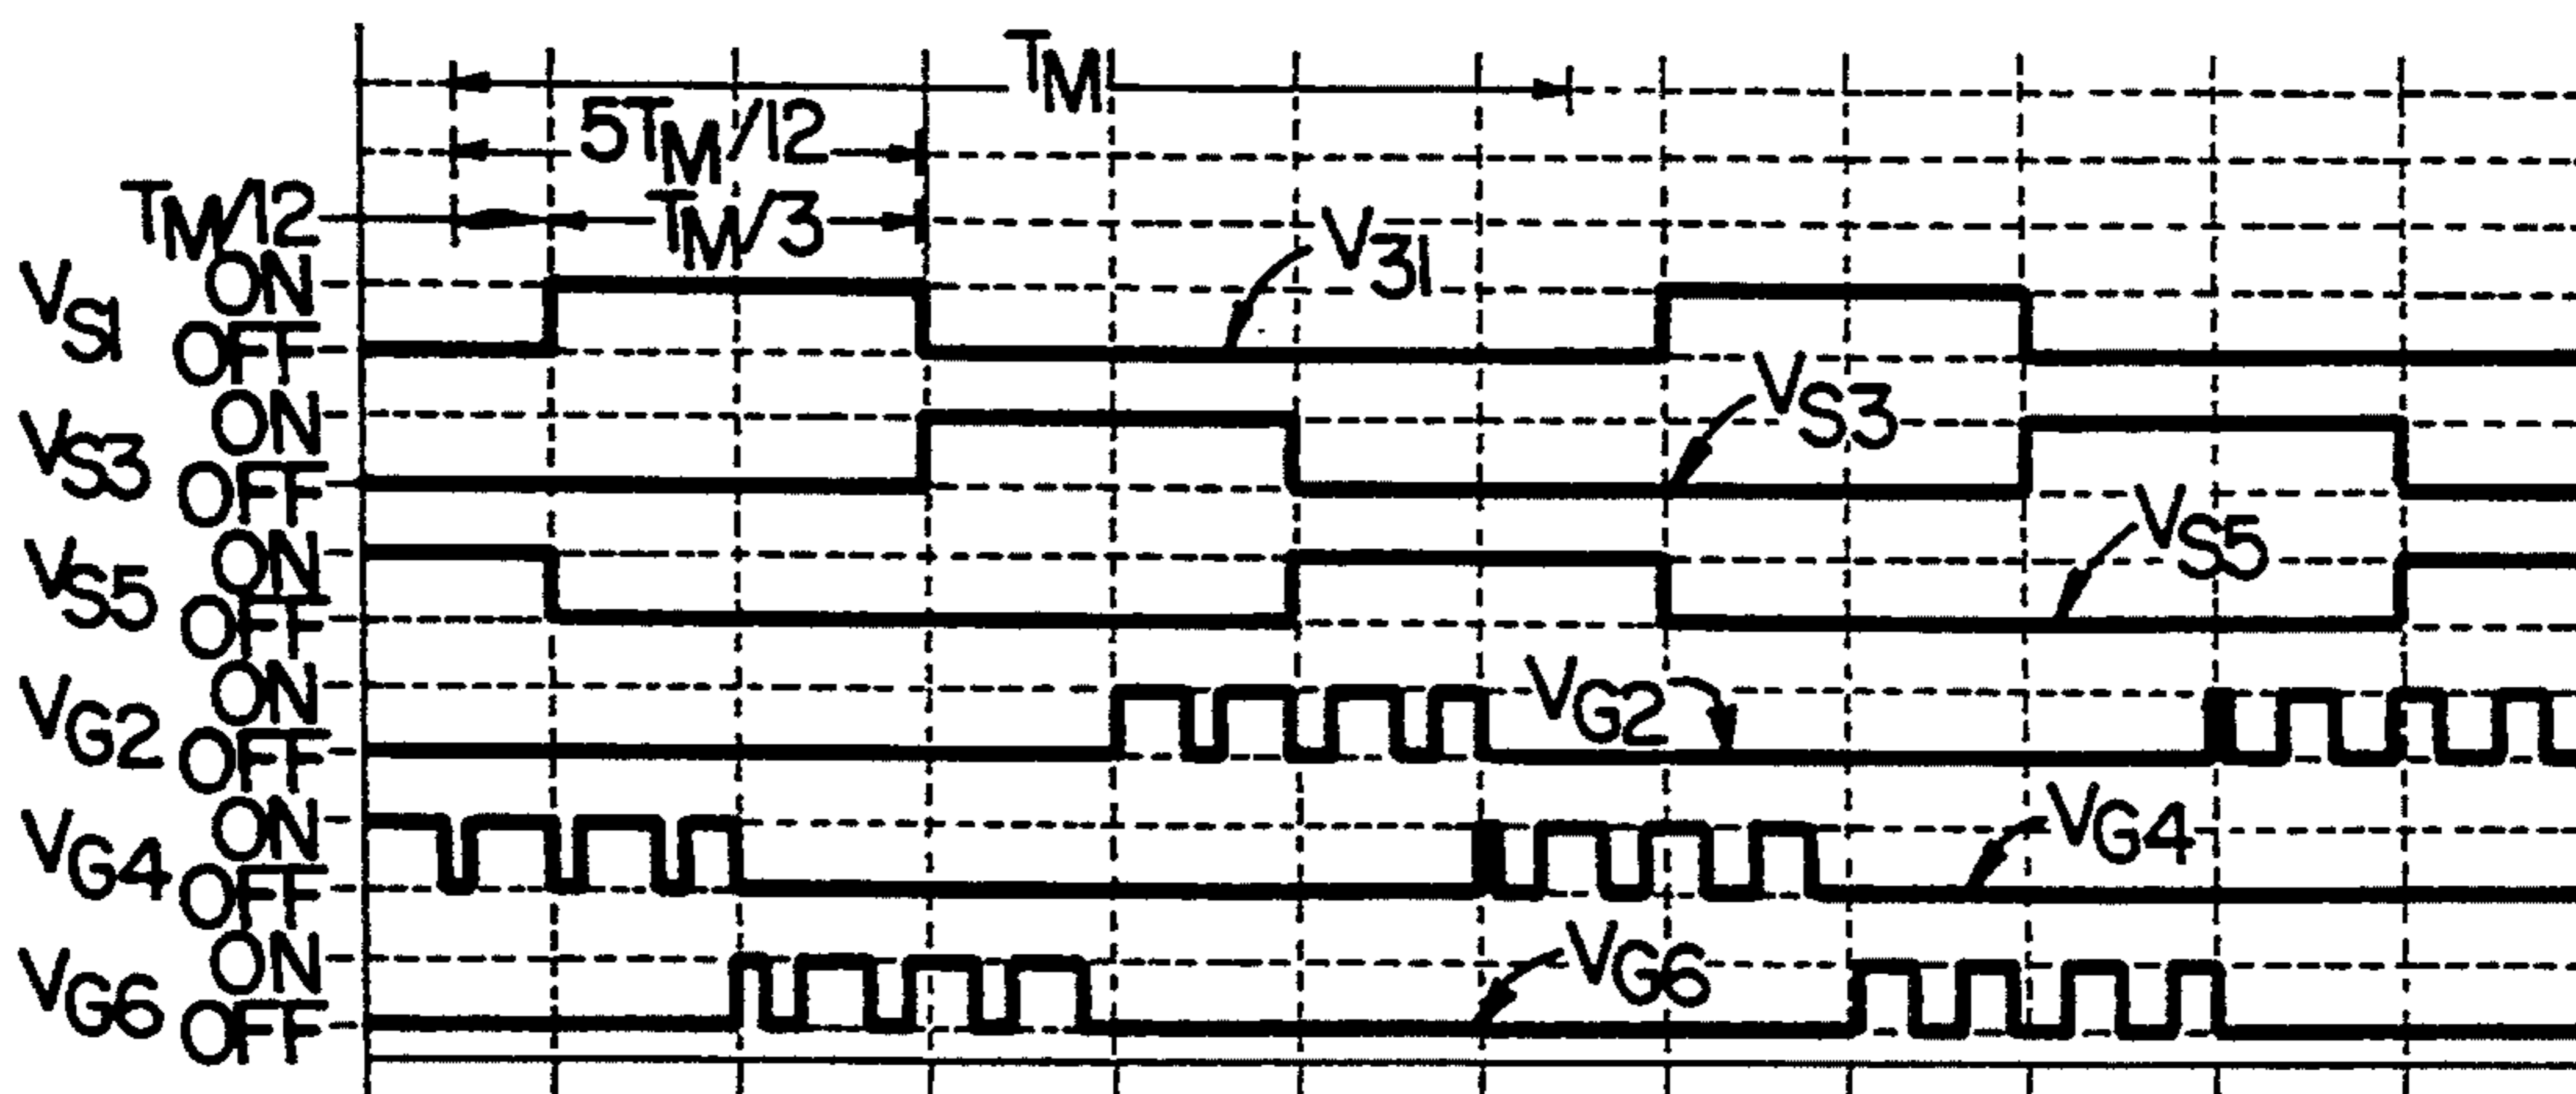 TM
5TM/12
TM/12
TM/3
VS1 ON
OFF
V31
VS3 ON
OFF
VS3
VS5 ON
OFF
VS5
VG2 ON
OFF
VG2
VG4 ON
OFF
VG4
VG6 ON
OFF
VG6